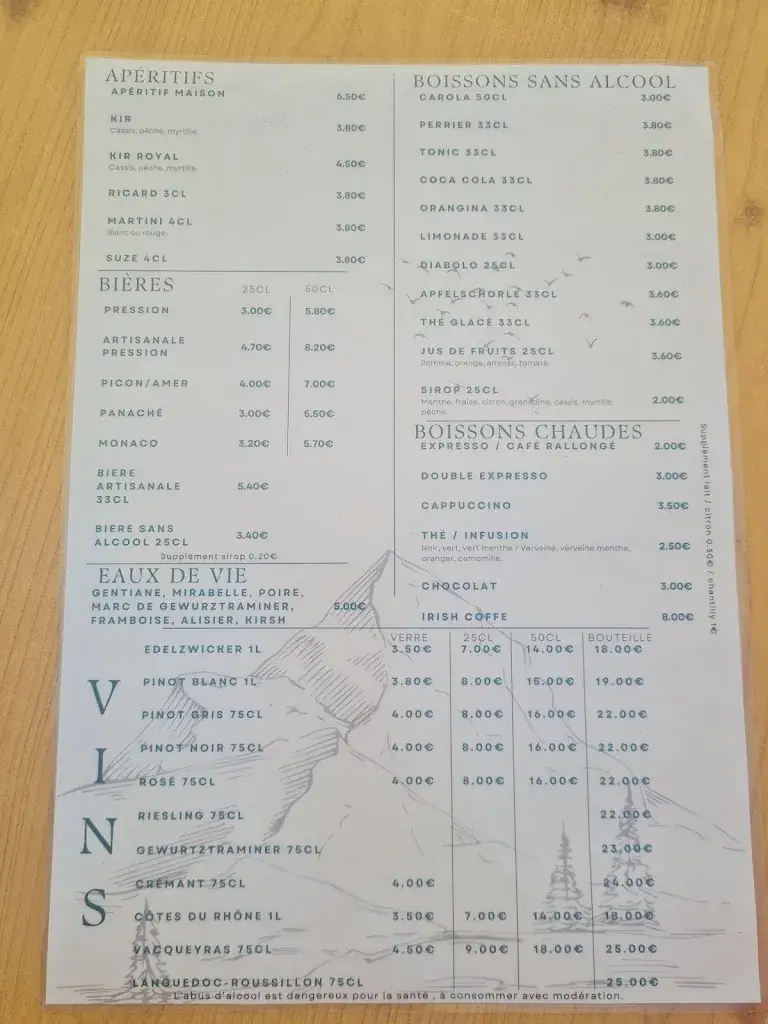 APÉRITIFS
APÉRITIF MAISON 6.50€
KIR 3.80€
Cassis, pêche, myrtille.
KIR ROYAL 4.50€
Cassis, pêche, myrtille.
RICARD 3CL 3.80€
MARTINI 4CL 3.80€
Blanc ou rouge.
SUZE 4CL 3.80€
BIÈRES 25CL 50CL
PRESSION 3.00€ 5.80€
ARTISANALE
PRESSION 4.70€ 8.20€
PICON/AMER 4.00€ 7.00€
PANACHÉ 3.00€ 5.50€
MONACO 3.20€ 5.70€
BIERE
ARTISANALE 5.40€
33CL
BIERE SANS
ALCOOL 25CL 3.40€
Supplément sirop 0.20€
EAUX DE VIE
GENTIANE, MIRABELLE, POIRE,
MARC DE GEWURZTRAMINER, 5.00€
FRAMBOISE, ALISIER, KIRSH
BOISSONS SANS ALCOOL
CAROLA 50CL 3.00€
PERRIER 33CL 3.80€
TONIC 33CL 3.80€
COCA COLA 33CL 3.80€
ORANGINA 33CL 3.80€
LIMONADE 33CL 3.00€
DIABOLO 25CL 3.00€
APFELSCHORLE 33CL 3.60€
THÉ GLACÉ 33CL 3.60€
JUS DE FRUITS 25CL 3.60€
Pomme, orange, ananas, tomate.
SIROP 25CL 2.00€
Menthe, fraise, citron, grenadine, cassis, myrtille,
pêche.
BOISSONS CHAUDES
EXPRESSO / CAFÉ RALLONGÉ 2.00€
DOUBLE EXPRESSO 3.00€
CAPPUCCINO 3.50€
THÉ / INFUSION 2.50€
Noir, vert, vert menthe / Verveine, verveine menthe,
oranger, camomille.
CHOCOLAT 3.00€
IRISH COFFE 8.00€
Supplément lait / citron 0.30€ / chantilly 1€
VINS
VERRE 25CL 50CL BOUTEILLE
EDELZWICKER 1L 3.50€ 7.00€ 14.00€ 18.00€
PINOT BLANC 1L 3.80€ 8.00€ 15.00€ 19.00€
PINOT GRIS 75CL 4.00€ 8.00€ 16.00€ 22.00€
PINOT NOIR 75CL 4.00€ 8.00€ 16.00€ 22.00€
ROSÉ 75CL 4.00€ 8.00€ 16.00€ 22.00€
RIESLING 75CL 22.00€
GEWURTZTRAMINER 75CL 23.00€
CRÉMANT 75CL 4.00€ 24.00€
CÔTES DU RHÔNE 1L 3.50€ 7.00€ 14.00€ 18.00€
VACQUEYRAS 75CL 4.50€ 9.00€ 18.00€ 25.00€
LANGUEDOC-ROUSSILLON 75CL 25.00€
L'abus d'alcool est dangereux pour la santé , à consommer avec modération.